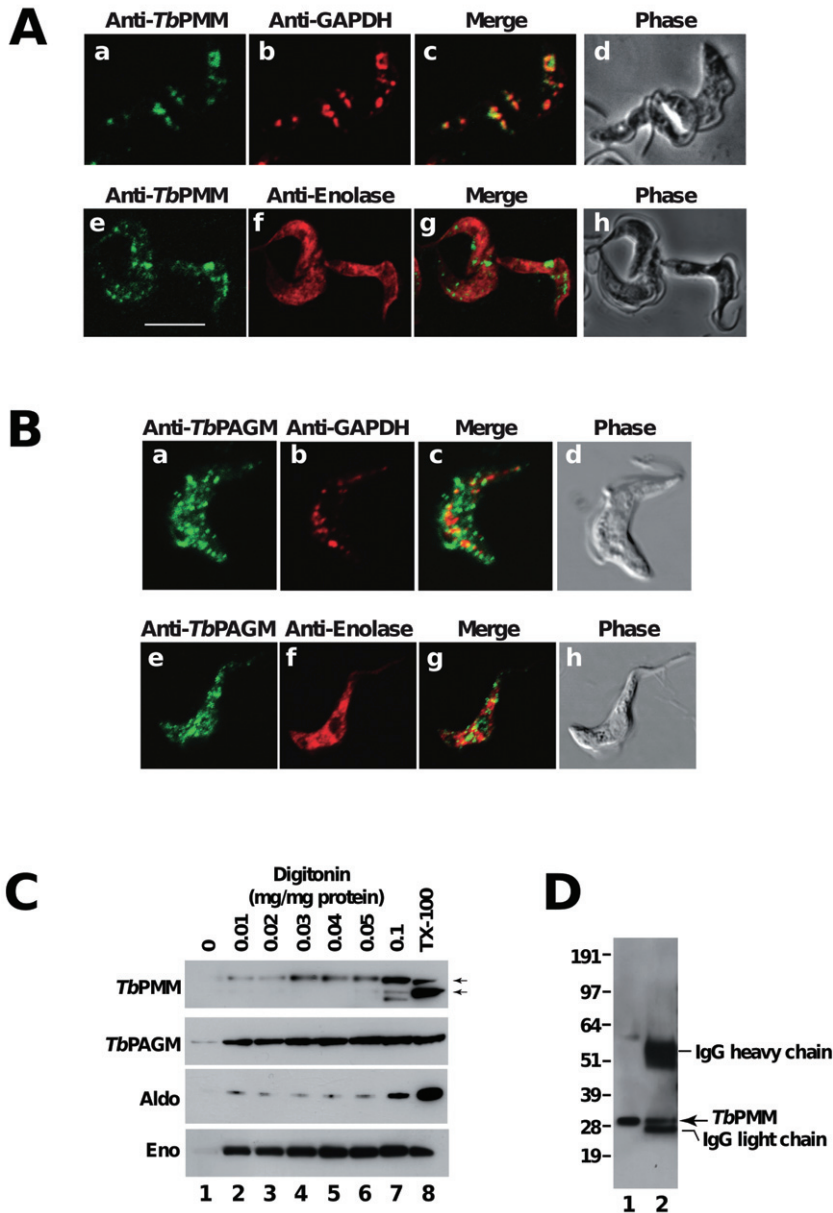 A
Anti-TbPMM Anti-GAPDH Merge Phase
a b c d
Anti-TbPMM Anti-Enolase Merge Phase
e f g h
B
Anti-TbPAGM Anti-GAPDH Merge Phase
a b c d
Anti-TbPAGM Anti-Enolase Merge Phase
e f g h
C
Digitonin
(mg/mg protein)
0 0.01 0.02 0.03 0.04 0.05 0.1 TX-100
TbPMM
TbPAGM
Aldo
Eno
1 2 3 4 5 6 7 8
D
191
97
64
51
39
28
19
IgG heavy chain
TbPMM
IgG light chain
1 2